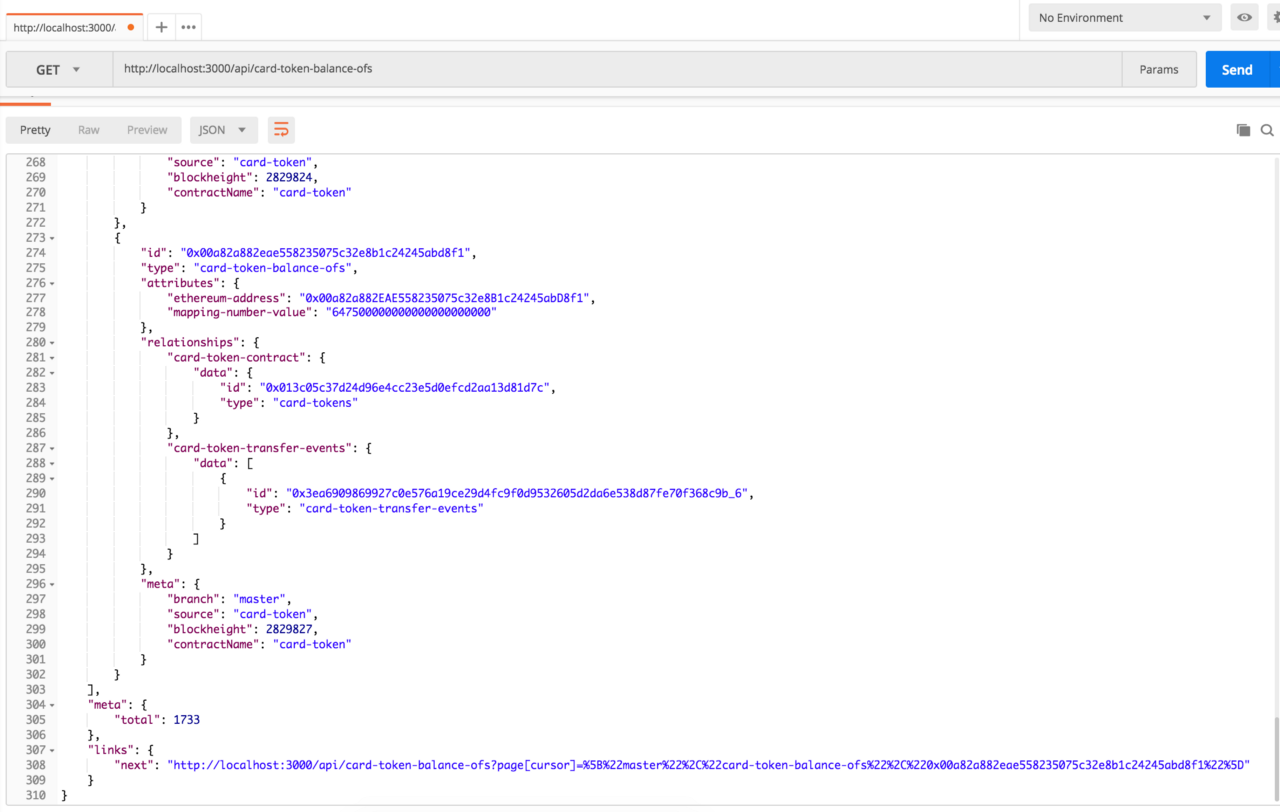 http://localhost:3000/
No Environment
GET
http://localhost:3000/api/card-token-balance-ofs
Params
Send
Pretty Raw Preview JSON
268 "source": "card-token",
269 "blockheight": 2829824,
270 "contractName": "card-token"
271 }
272 },
273 {
274 "id": "0x00a82a882eae558235075c32e8b1c24245abd8f1",
275 "type": "card-token-balance-ofs",
276 "attributes": {
277 "ethereum-address": "0x00a82a882EAE558235075c32e8B1c24245abD8f1",
278 "mapping-number-value": "647500000000000000000000"
279 },
280 "relationships": {
281 "card-token-contract": {
282 "data": {
283 "id": "0x013c05c37d24d96e4cc23e5d0efcd2aa13d81d7c",
284 "type": "card-tokens"
285 }
286 },
287 "card-token-transfer-events": {
288 "data": [
289 {
290 "id": "0x3ea6909869927c0e576a19ce29d4fc9f0d9532605d2da6e538d87fe70f368c9b_6",
291 "type": "card-token-transfer-events"
292 }
293 ]
294 }
295 },
296 "meta": {
297 "branch": "master",
298 "source": "card-token",
299 "blockheight": 2829827,
300 "contractName": "card-token"
301 }
302 }
303 ],
304 "meta": {
305 "total": 1733
306 },
307 "links": {
308 "next": "http://localhost:3000/api/card-token-balance-ofs?page[cursor]=%5B%22master%22%2C%22card-token-balance-ofs%22%2C%220x00a82a882eae558235075c32e8b1c24245abd8f1%22%5D"
309 }
310 }